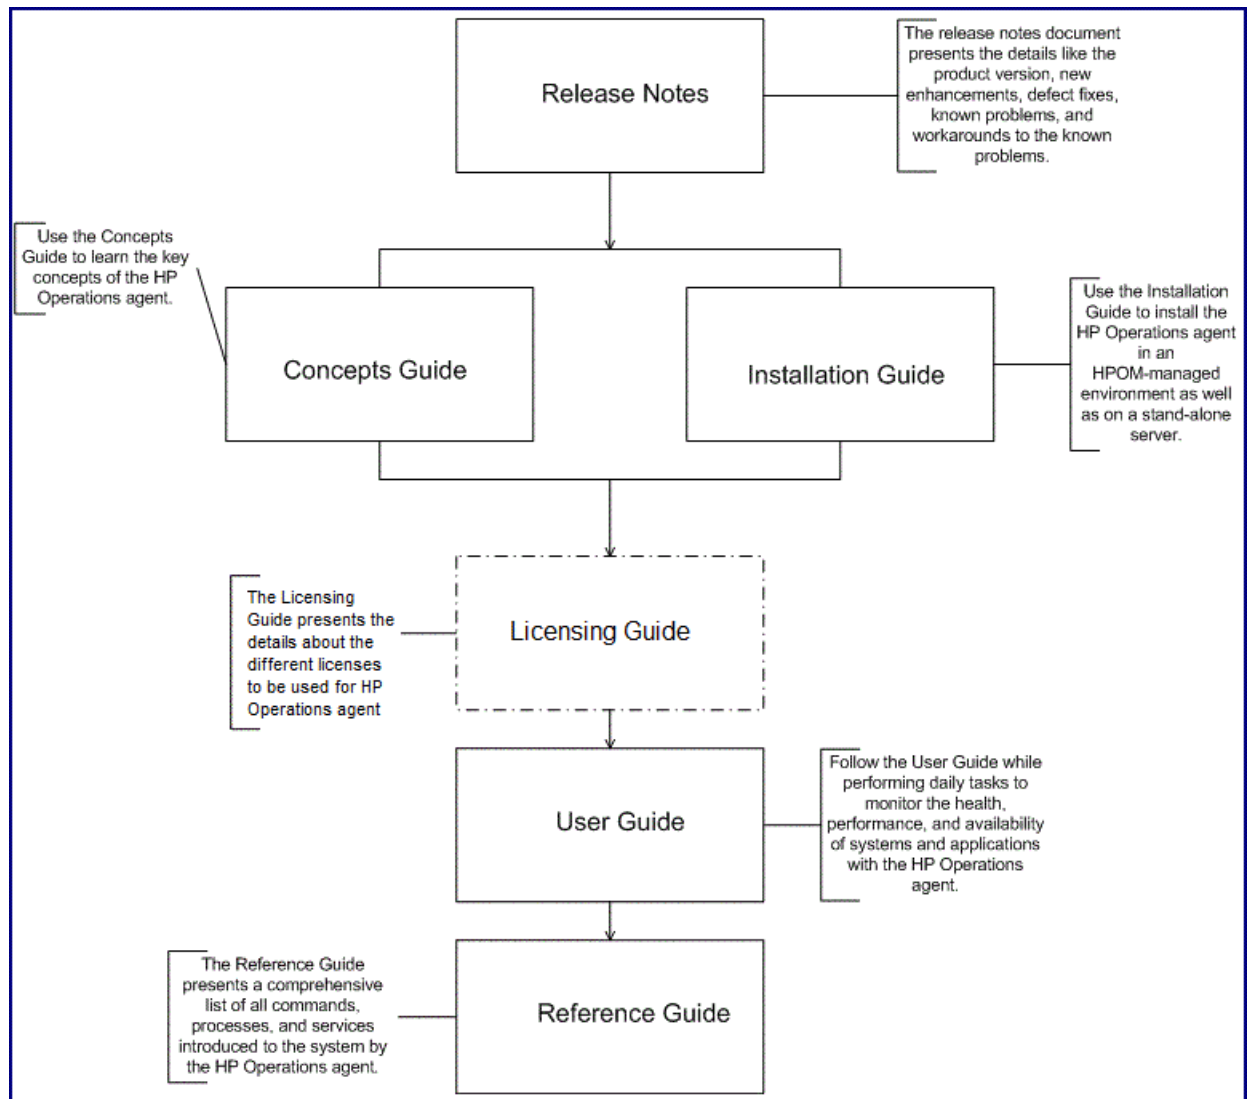 Release Notes
The release notes document
presents the details like the
product version, new
enhancements, defect fixes,
known problems, and
workarounds to the known
problems.
Use the Concepts
Guide to learn the key
concepts of the HP
Operations agent.
Concepts Guide
Installation Guide
Use the Installation
Guide to install the
HP Operations agent
in an
HPOM-managed
environment as well
as on a stand-alone
server.
The Licensing
Guide presents the
details about the
different licenses
to be used for HP
Operations agent
Licensing Guide
User Guide
Follow the User Guide while
performing daily tasks to
monitor the health,
performance, and availability
of systems and applications
with the HP Operations
agent.
The Reference Guide
presents a comprehensive
list of all commands,
processes, and services
introduced to the system by
the HP Operations agent.
Reference Guide